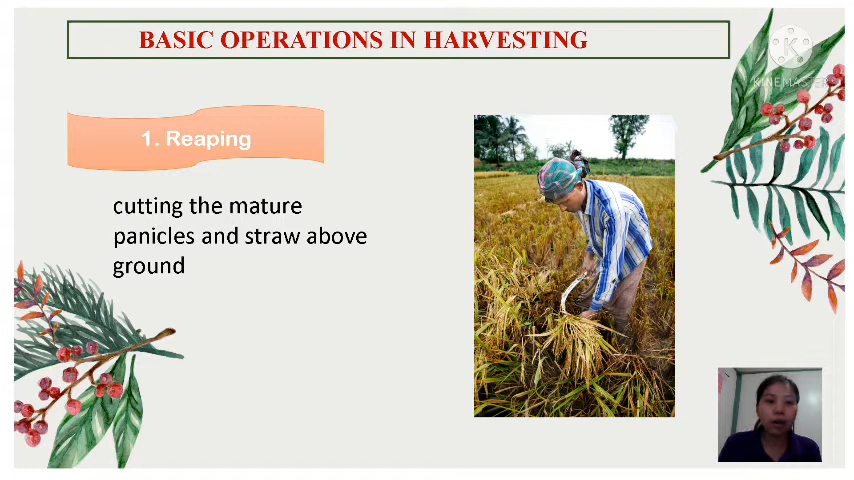 BASIC OPERATIONS IN HARVESTING
KINEMASTER
1. Reaping
cutting the mature
panicles and straw above
ground